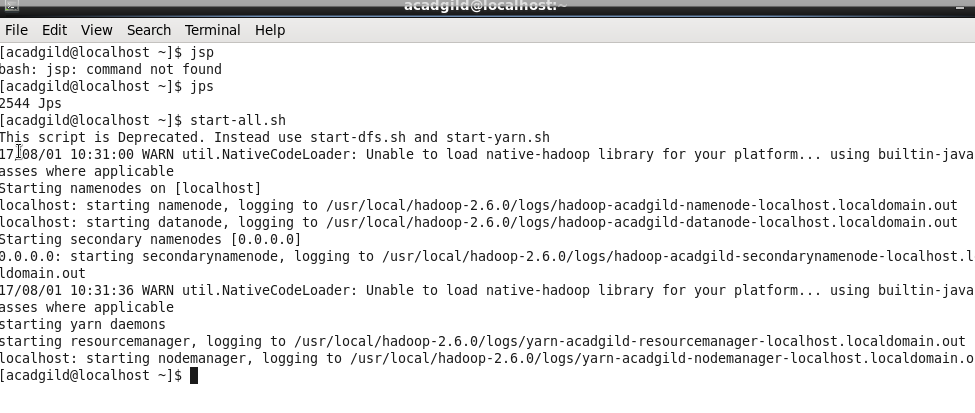 acadgild@localhost:~
File Edit View Search Terminal Help
[acadgild@localhost ~]$ jsp
bash: jsp: command not found
[acadgild@localhost ~]$ jps
2544 Jps
[acadgild@localhost ~]$ start-all.sh
This script is Deprecated. Instead use start-dfs.sh and start-yarn.sh
17/08/01 10:31:00 WARN util.NativeCodeLoader: Unable to load native-hadoop library for your platform... using builtin-java
asses where applicable
Starting namenodes on [localhost]
localhost: starting namenode, logging to /usr/local/hadoop-2.6.0/logs/hadoop-acadgild-namenode-localhost.localdomain.out
localhost: starting datanode, logging to /usr/local/hadoop-2.6.0/logs/hadoop-acadgild-datanode-localhost.localdomain.out
Starting secondary namenodes [0.0.0.0]
0.0.0.0: starting secondarynamenode, logging to /usr/local/hadoop-2.6.0/logs/hadoop-acadgild-secondarynamenode-localhost.l
ldomain.out
17/08/01 10:31:36 WARN util.NativeCodeLoader: Unable to load native-hadoop library for your platform... using builtin-java
asses where applicable
starting yarn daemons
starting resourcemanager, logging to /usr/local/hadoop-2.6.0/logs/yarn-acadgild-resourcemanager-localhost.localdomain.out
localhost: starting nodemanager, logging to /usr/local/hadoop-2.6.0/logs/yarn-acadgild-nodemanager-localhost.localdomain.o
[acadgild@localhost ~]$